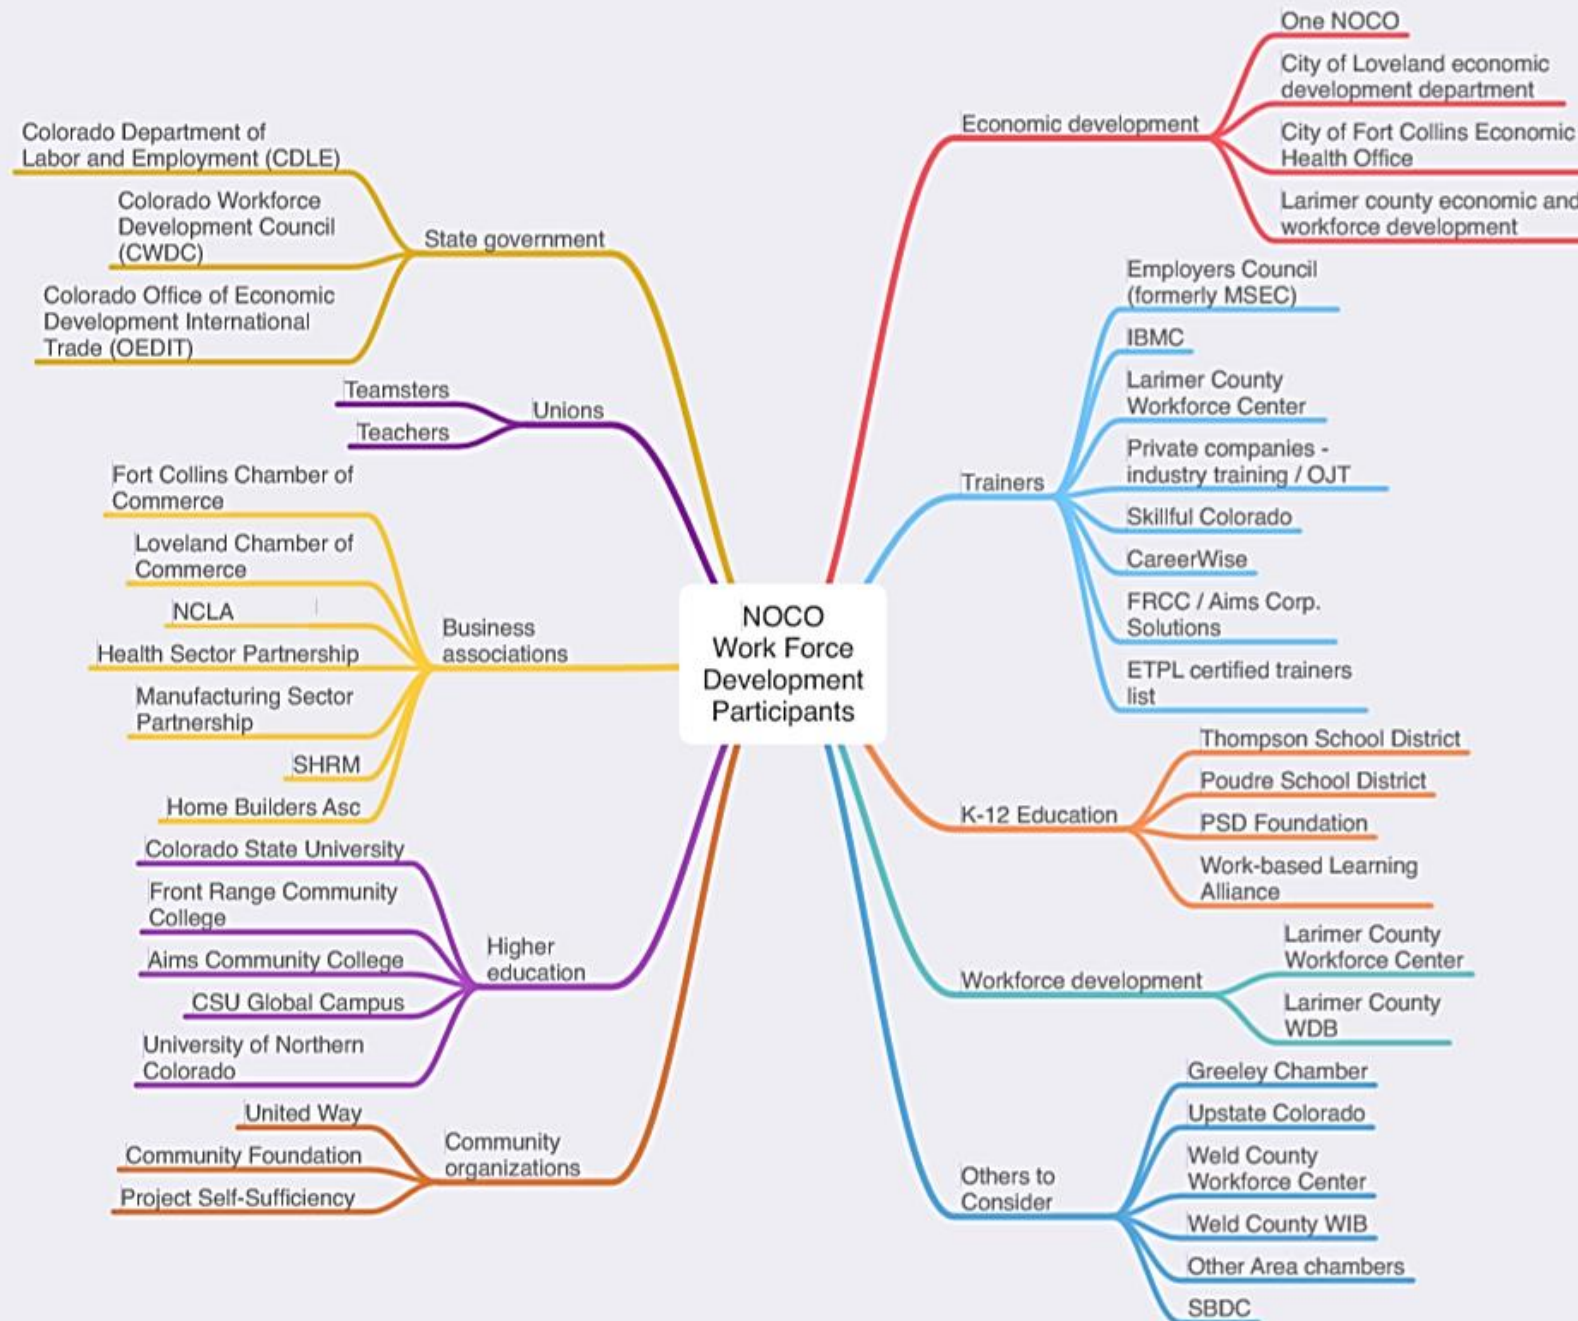 NOCO
Work Force
Development
Participants
Economic development
One NOCO
City of Loveland economic
development department
City of Fort Collins Economic
Health Office
Larimer county economic and
workforce development
Trainers
Employers Council
(formerly MSEC)
IBMC
Larimer County
Workforce Center
Private companies -
industry training / OJT
Skillful Colorado
CareerWise
FRCC / Aims Corp.
Solutions
ETPL certified trainers
list
K-12 Education
Thompson School District
Poudre School District
PSD Foundation
Work-based Learning
Alliance
Workforce development
Larimer County
Workforce Center
Larimer County
WDB
Others to
Consider
Greeley Chamber
Upstate Colorado
Weld County
Workforce Center
Weld County WIB
Other Area chambers
SBDC
State government
Colorado Department of
Labor and Employment (CDLE)
Colorado Workforce
Development Council
(CWDC)
Colorado Office of Economic
Development International
Trade (OEDIT)
Unions
Teamsters
Teachers
Business
associations
Fort Collins Chamber of
Commerce
Loveland Chamber of
Commerce
NCLA
Health Sector Partnership
Manufacturing Sector
Partnership
SHRM
Home Builders Asc
Higher
education
Colorado State University
Front Range Community
College
Aims Community College
CSU Global Campus
University of Northern
Colorado
Community
organizations
United Way
Community Foundation
Project Self-Sufficiency